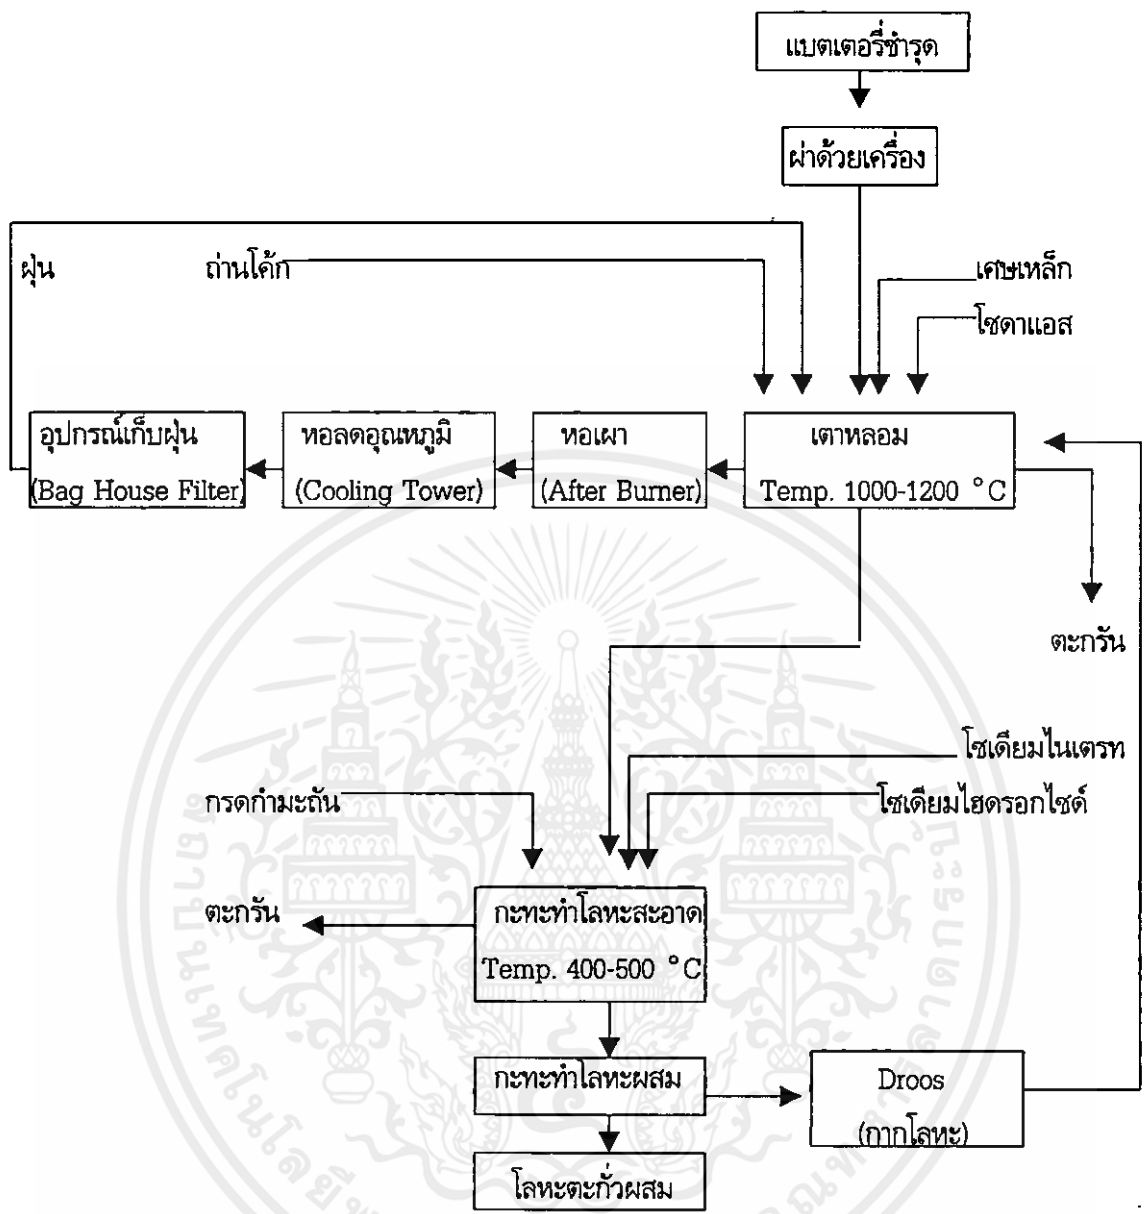 แบตเตอรี่ชำรุด
ผ่าด้วยเครื่อง
ฝุ่น
ถ่านโค้ก
เศษเหล็ก
โซดาแอส
อุปกรณ์เก็บฝุ่น
(Bag House Filter)
หอลดอุณหภูมิ
(Cooling Tower)
หอเผา
(After Burner)
เตาหลอม
Temp. 1000-1200 °C
ตะกรัน
โซเดียมไนเตรท
กรดกำมะถัน
โซเดียมไฮดรอกไซด์
ตะกรัน
กะทะทำโลหะสะอาด
Temp. 400-500 °C
กะทะทำโลหะผสม
Droos
(กากโลหะ)
โลหะตะกั่วผสม